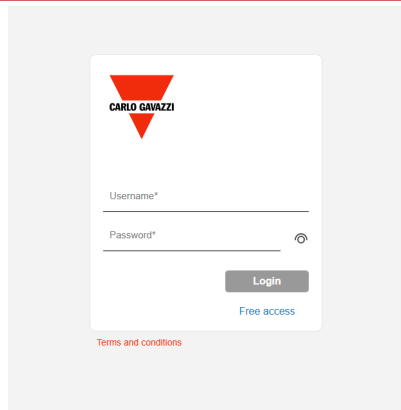 CARLO GAVAZZI
Username*
Password*
Login
Free access
Terms and conditions